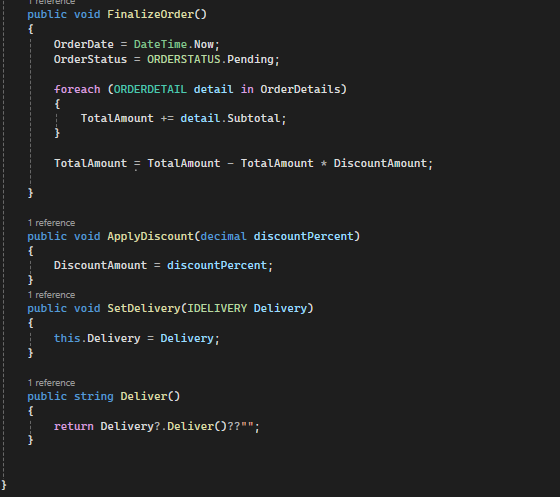 1 reference
public void FinalizeOrder()
{
OrderDate = DateTime.Now;
OrderStatus = ORDERSTATUS.Pending;
foreach (ORDERDETAIL detail in OrderDetails)
{
TotalAmount += detail.Subtotal;
}
TotalAmount = TotalAmount - TotalAmount * DiscountAmount;
}
1 reference
public void ApplyDiscount(decimal discountPercent)
{
DiscountAmount = discountPercent;
}
1 reference
public void SetDelivery(IDELIVERY Delivery)
{
this.Delivery = Delivery;
}
1 reference
public string Deliver()
{
return Delivery?.Deliver()??"";
}
}